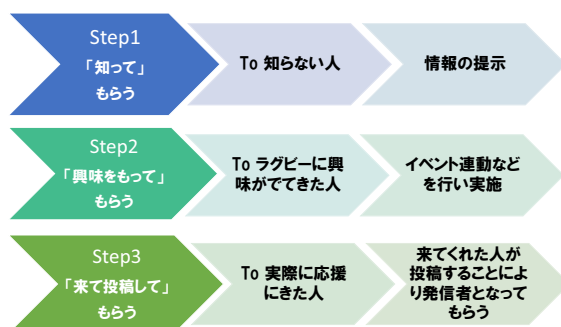 Step1
「知って」
もらう
To 知らない人
情報の提示
Step2
「興味をもって」
もらう
To ラグビーに興
味がでてきた人
イベント連動など
を行い実施
Step3
「来て投稿して」
もらう
To 実際に応援
にきた人
来てくれた人が
投稿することによ
り発信者となって
もらう